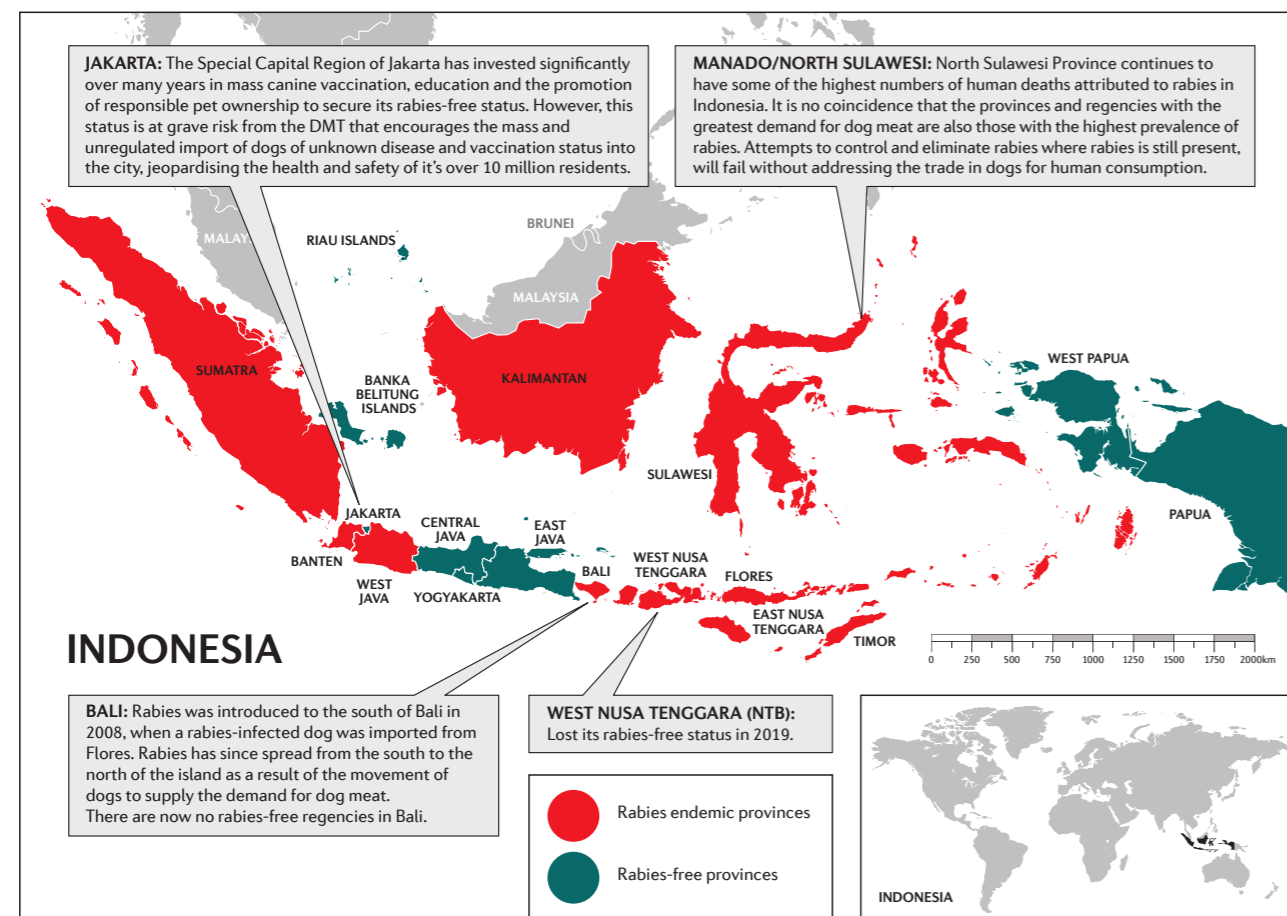 JAKARTA: The Special Capital Region of Jakarta has invested significantly
over many years in mass canine vaccination, education and the promotion
of responsible pet ownership to secure its rabies-free status. However, this
status is at grave risk from the DMT that encourages the mass and
unregulated import of dogs of unknown disease and vaccination status into
the city, jeopardising the health and safety of it’s over 10 million residents.
MANADO/NORTH SULAWESI: North Sulawesi Province continues to
have some of the highest numbers of human deaths attributed to rabies in
Indonesia. It is no coincidence that the provinces and regencies with the
greatest demand for dog meat are also those with the highest prevalence of
rabies. Attempts to control and eliminate rabies where rabies is still present,
will fail without addressing the trade in dogs for human consumption.
MALAY
RIAU ISLANDS
BRUNEI
MALAYSIA
SUMATRA
BANKA
BELITUNG
ISLANDS
KALIMANTAN
WEST PAPUA
SULAWESI
PAPUA
JAKARTA
CENTRAL
JAVA
EAST
JAVA
BANTEN
WEST
JAVA
YOGYAKARTA
BALI
WEST NUSA
TENGGARA
FLORES
EAST NUSA
TENGGARA
TIMOR
INDONESIA
0 250 500 750 1000 1250 1500 1750 2000km
BALI: Rabies was introduced to the south of Bali in
2008, when a rabies-infected dog was imported from
Flores. Rabies has since spread from the south to the
north of the island as a result of the movement of
dogs to supply the demand for dog meat.
There are now no rabies-free regencies in Bali.
WEST NUSA TENGGARA (NTB):
Lost its rabies-free status in 2019.
Rabies endemic provinces
Rabies-free provinces
INDONESIA